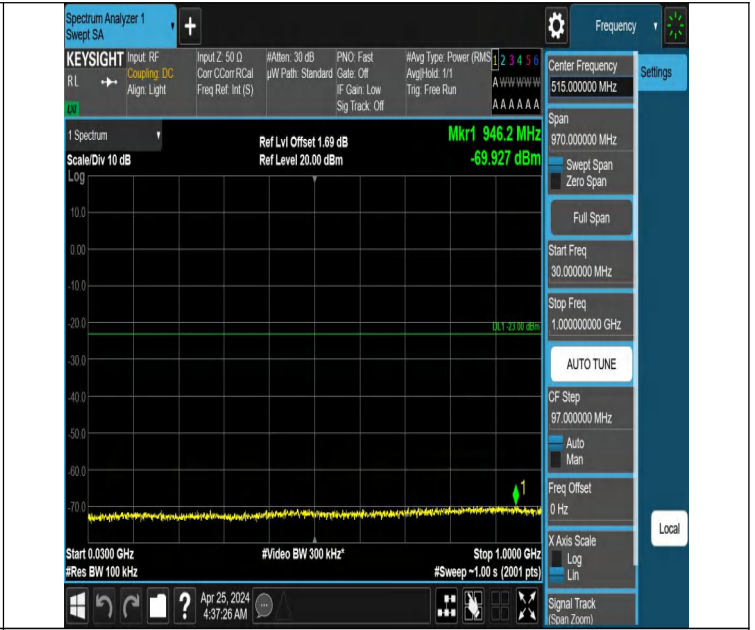 Spectrum Analyzer 1
Swept SA
Frequency
KEYSIGHT
RL
Input: RF
Coupling: DC
Align: Light
Input Z: 50 Ω
Corr CCorr RCal
Freq Ref: Int (S)
#Atten: 30 dB
µW Path: Standard
PNO: Fast
Gate: Off
IF Gain: Low
Sig Track: Off
#Avg Type: Power (RMS
Avg|Hold: 1/1
Trig: Free Run
1 2 3 4 5 6
A W W W W W
A A A A A A
1 Spectrum
Scale/Div 10 dB
Log
Ref Lvl Offset 1.69 dB
Ref Level 20.00 dBm
Mkr1 946.2 MHz
-69.927 dBm
10.0
0.00
-10.0
-20.0
-30.0
-40.0
-50.0
-60.0
-70.0
DL1 -23.00 dBm
1
Start 0.0300 GHz
#Res BW 100 kHz
#Video BW 300 kHz*
Stop 1.0000 GHz
#Sweep ~1.00 s (2001 pts)
Apr 25, 2024
4:37:26 AM
Center Frequency
515.000000 MHz
Settings
Span
970.000000 MHz
Swept Span
Zero Span
Full Span
Start Freq
30.000000 MHz
Stop Freq
1.000000000 GHz
AUTO TUNE
CF Step
97.000000 MHz
Auto
Man
Freq Offset
0 Hz
X Axis Scale
Log
Lin
Local
Signal Track
(Span Zoom)